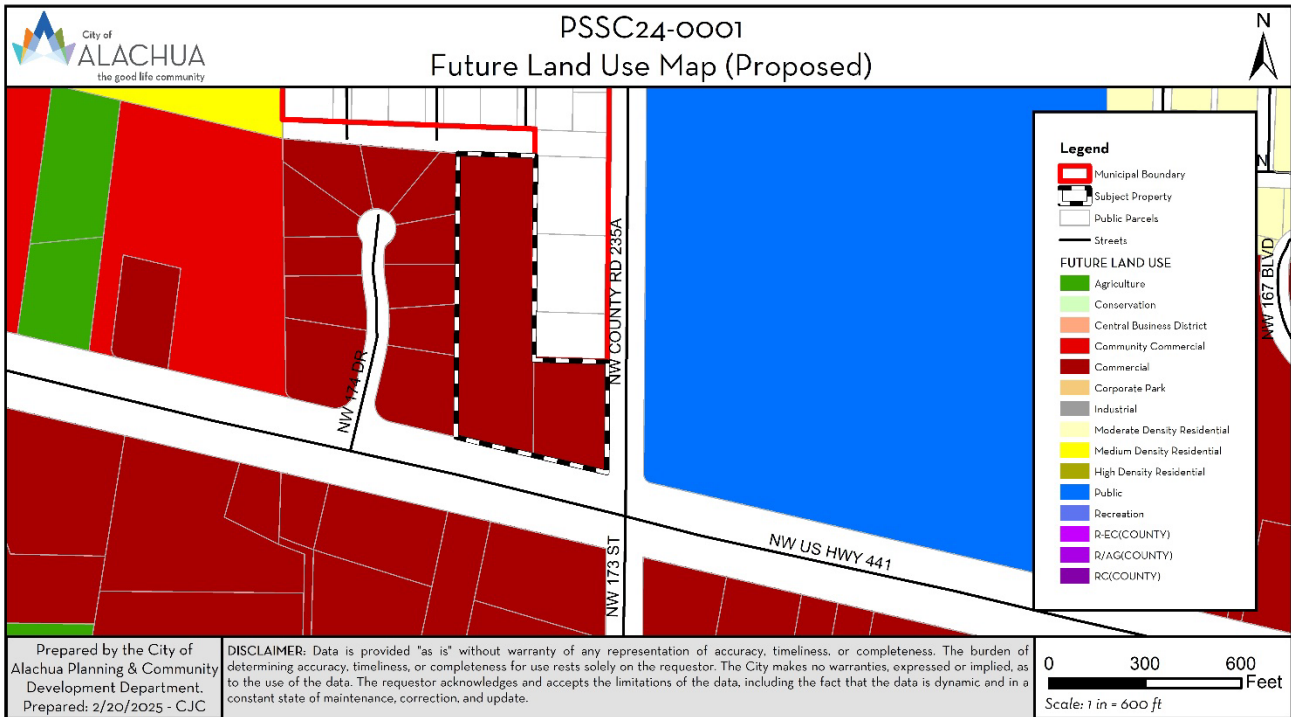 City of
ALACHUA
the good life community
PSSC24-0001
Future Land Use Map (Proposed)
N
NW 174 DR
NW COUNTY RD 235A
NW 173 ST
NW US HWY 441
NW 167 BLVD
N
Legend
Municipal Boundary
Subject Property
Public Parcels
Streets
FUTURE LAND USE
Agriculture
Conservation
Central Business District
Community Commercial
Commercial
Corporate Park
Industrial
Moderate Density Residential
Medium Density Residential
High Density Residential
Public
Recreation
R-EC(COUNTY)
R/AG(COUNTY)
RC(COUNTY)
Prepared by the City of
Alachua Planning & Community
Development Department.
Prepared: 2/20/2025 - CJC
DISCLAIMER: Data is provided "as is" without warranty of any representation of accuracy, timeliness, or completeness. The burden of
determining accuracy, timeliness, or completeness for use rests solely on the requestor. The City makes no warranties, expressed or implied, as
to the use of the data. The requestor acknowledges and accepts the limitations of the data, including the fact that the data is dynamic and in a
constant state of maintenance, correction, and update.
0 300 600
Feet
Scale: 1 in = 600 ft